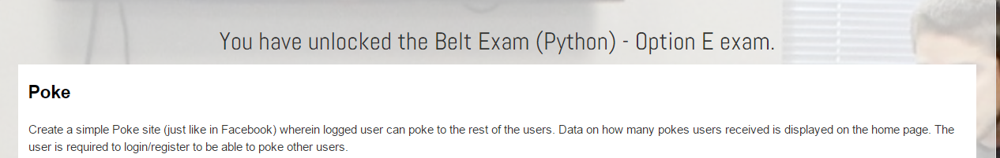 You have unlocked the Belt Exam (Python) - Option E exam.
Poke
Create a simple Poke site (just like in Facebook) wherein logged user can poke to the rest of the users. Data on how many pokes users received is displayed on the home page. The
user is required to login/register to be able to poke other users.